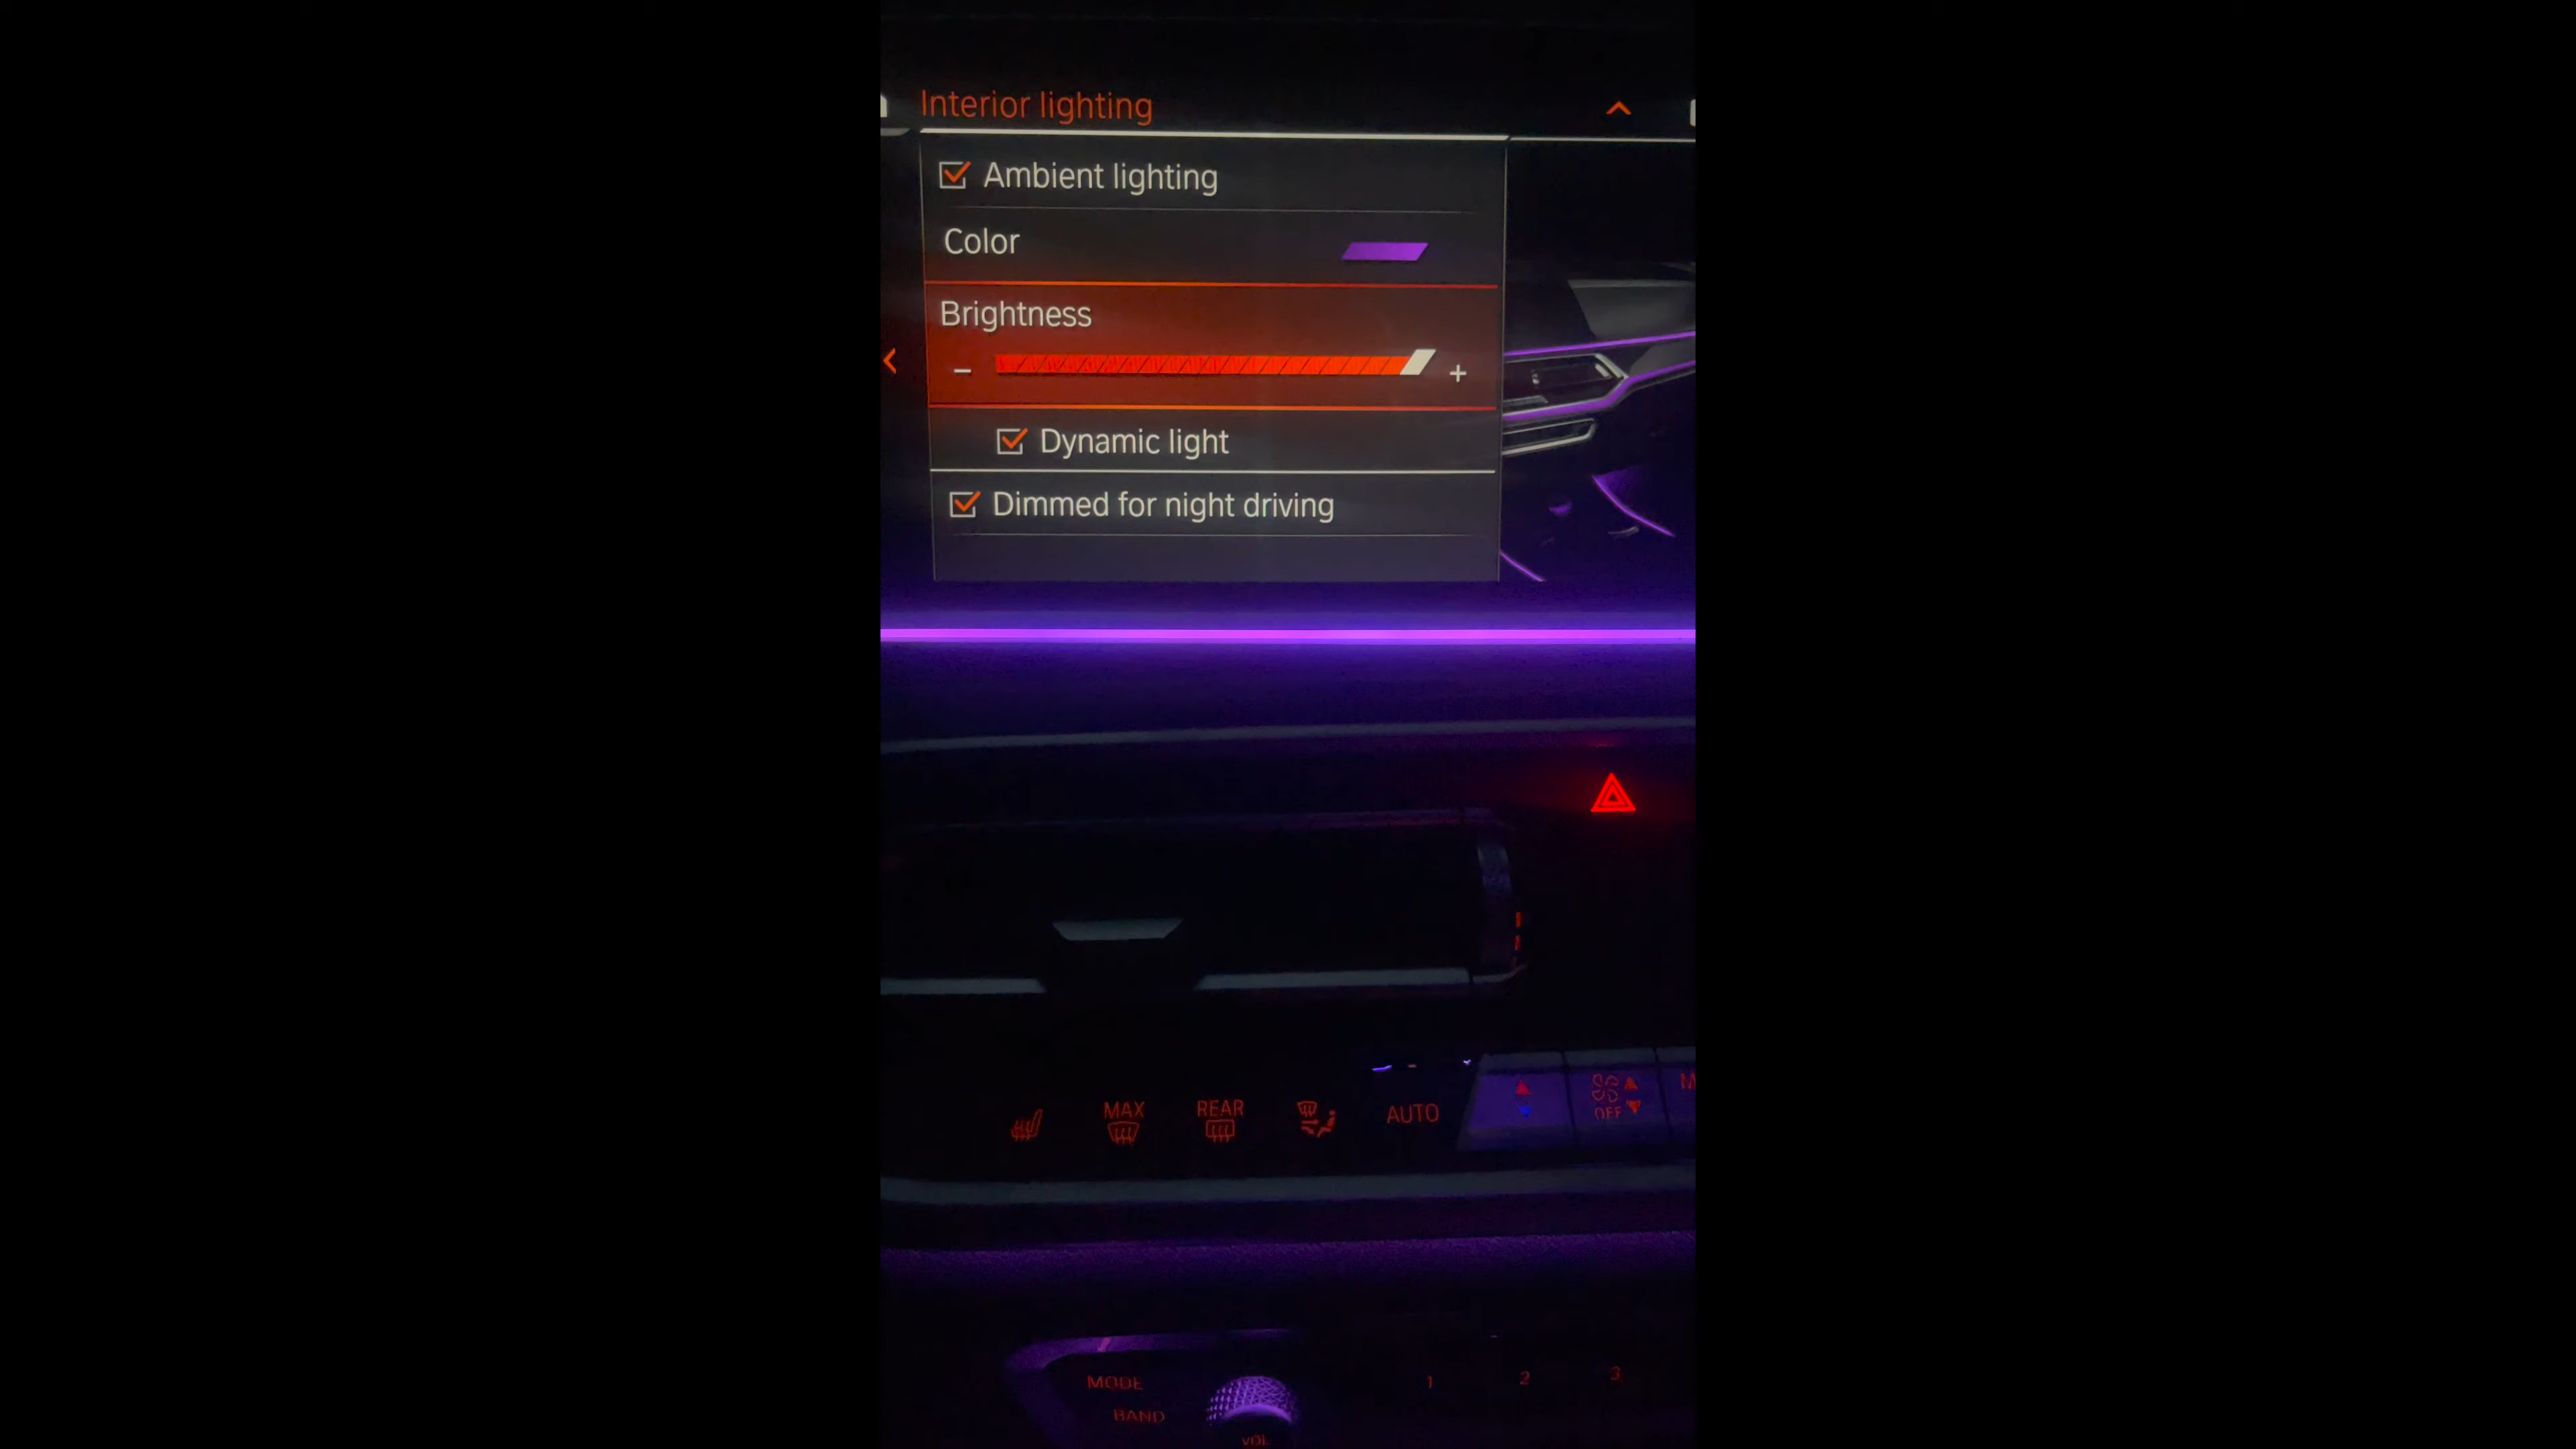 Interior lighting
Ambient lighting
Color
Brightness
- +
Dynamic light
Dimmed for night driving
MAX
REAR
AUTO
OFF
MODE
BAND
VOL
1 2 3